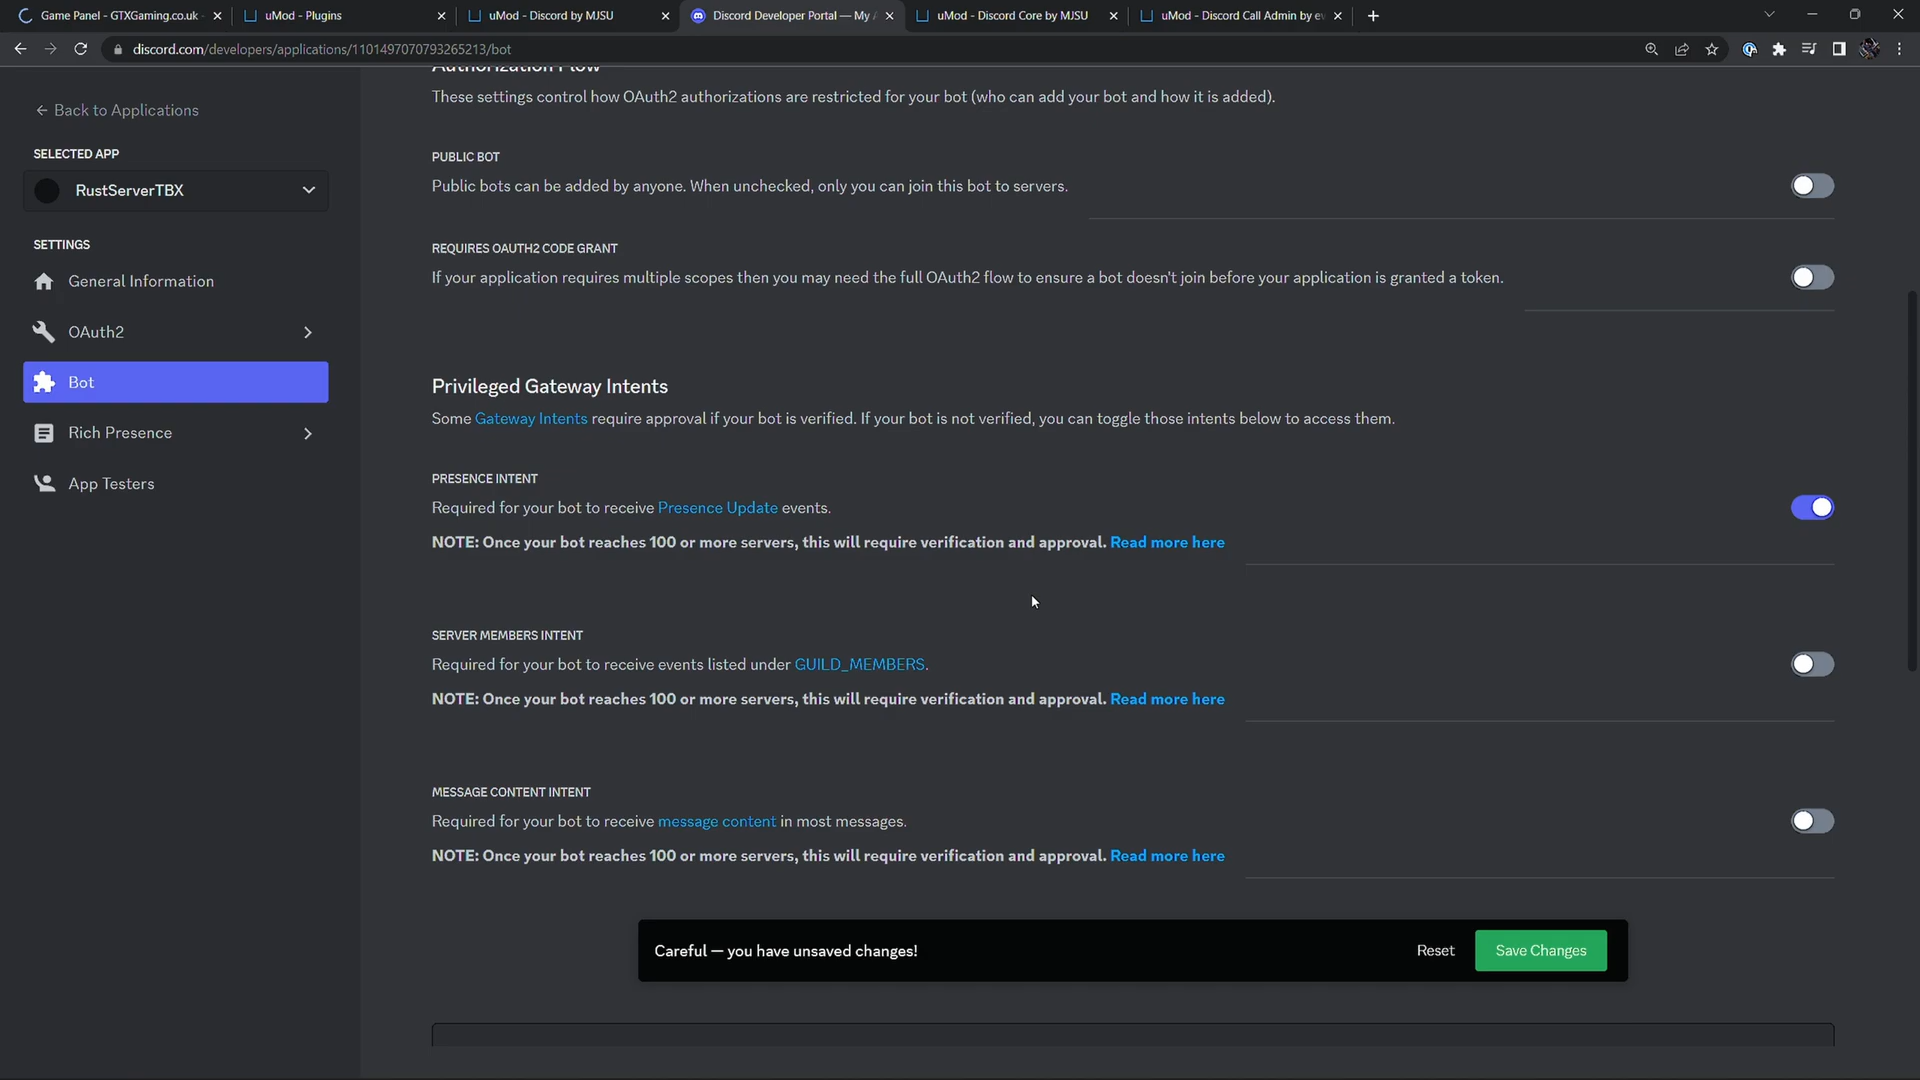 Game Panel - GTXGaming.co.uk
uMod - Plugins
uMod - Discord by MJSU
Discord Developer Portal — My
uMod - Discord Core by MJSU
uMod - Discord Call Admin by
discord.com/developers/applications/1101497070793265213/bot
Authorization Flow
These settings control how OAuth2 authorizations are restricted for your bot (who can add your bot and how it is added).
← Back to Applications
SELECTED APP
RustServerTBX
SETTINGS
General Information
OAuth2
Bot
Rich Presence
App Testers
PUBLIC BOT
Public bots can be added by anyone. When unchecked, only you can join this bot to servers.
REQUIRES OAUTH2 CODE GRANT
If your application requires multiple scopes then you may need the full OAuth2 flow to ensure a bot doesn't join before your application is granted a token.
Privileged Gateway Intents
Some Gateway Intents require approval if your bot is verified. If your bot is not verified, you can toggle those intents below to access them.
PRESENCE INTENT
Required for your bot to receive Presence Update events.
NOTE: Once your bot reaches 100 or more servers, this will require verification and approval. Read more here
SERVER MEMBERS INTENT
Required for your bot to receive events listed under GUILD_MEMBERS.
NOTE: Once your bot reaches 100 or more servers, this will require verification and approval. Read more here
MESSAGE CONTENT INTENT
Required for your bot to receive message content in most messages.
NOTE: Once your bot reaches 100 or more servers, this will require verification and approval. Read more here
Careful — you have unsaved changes!
Reset
Save Changes